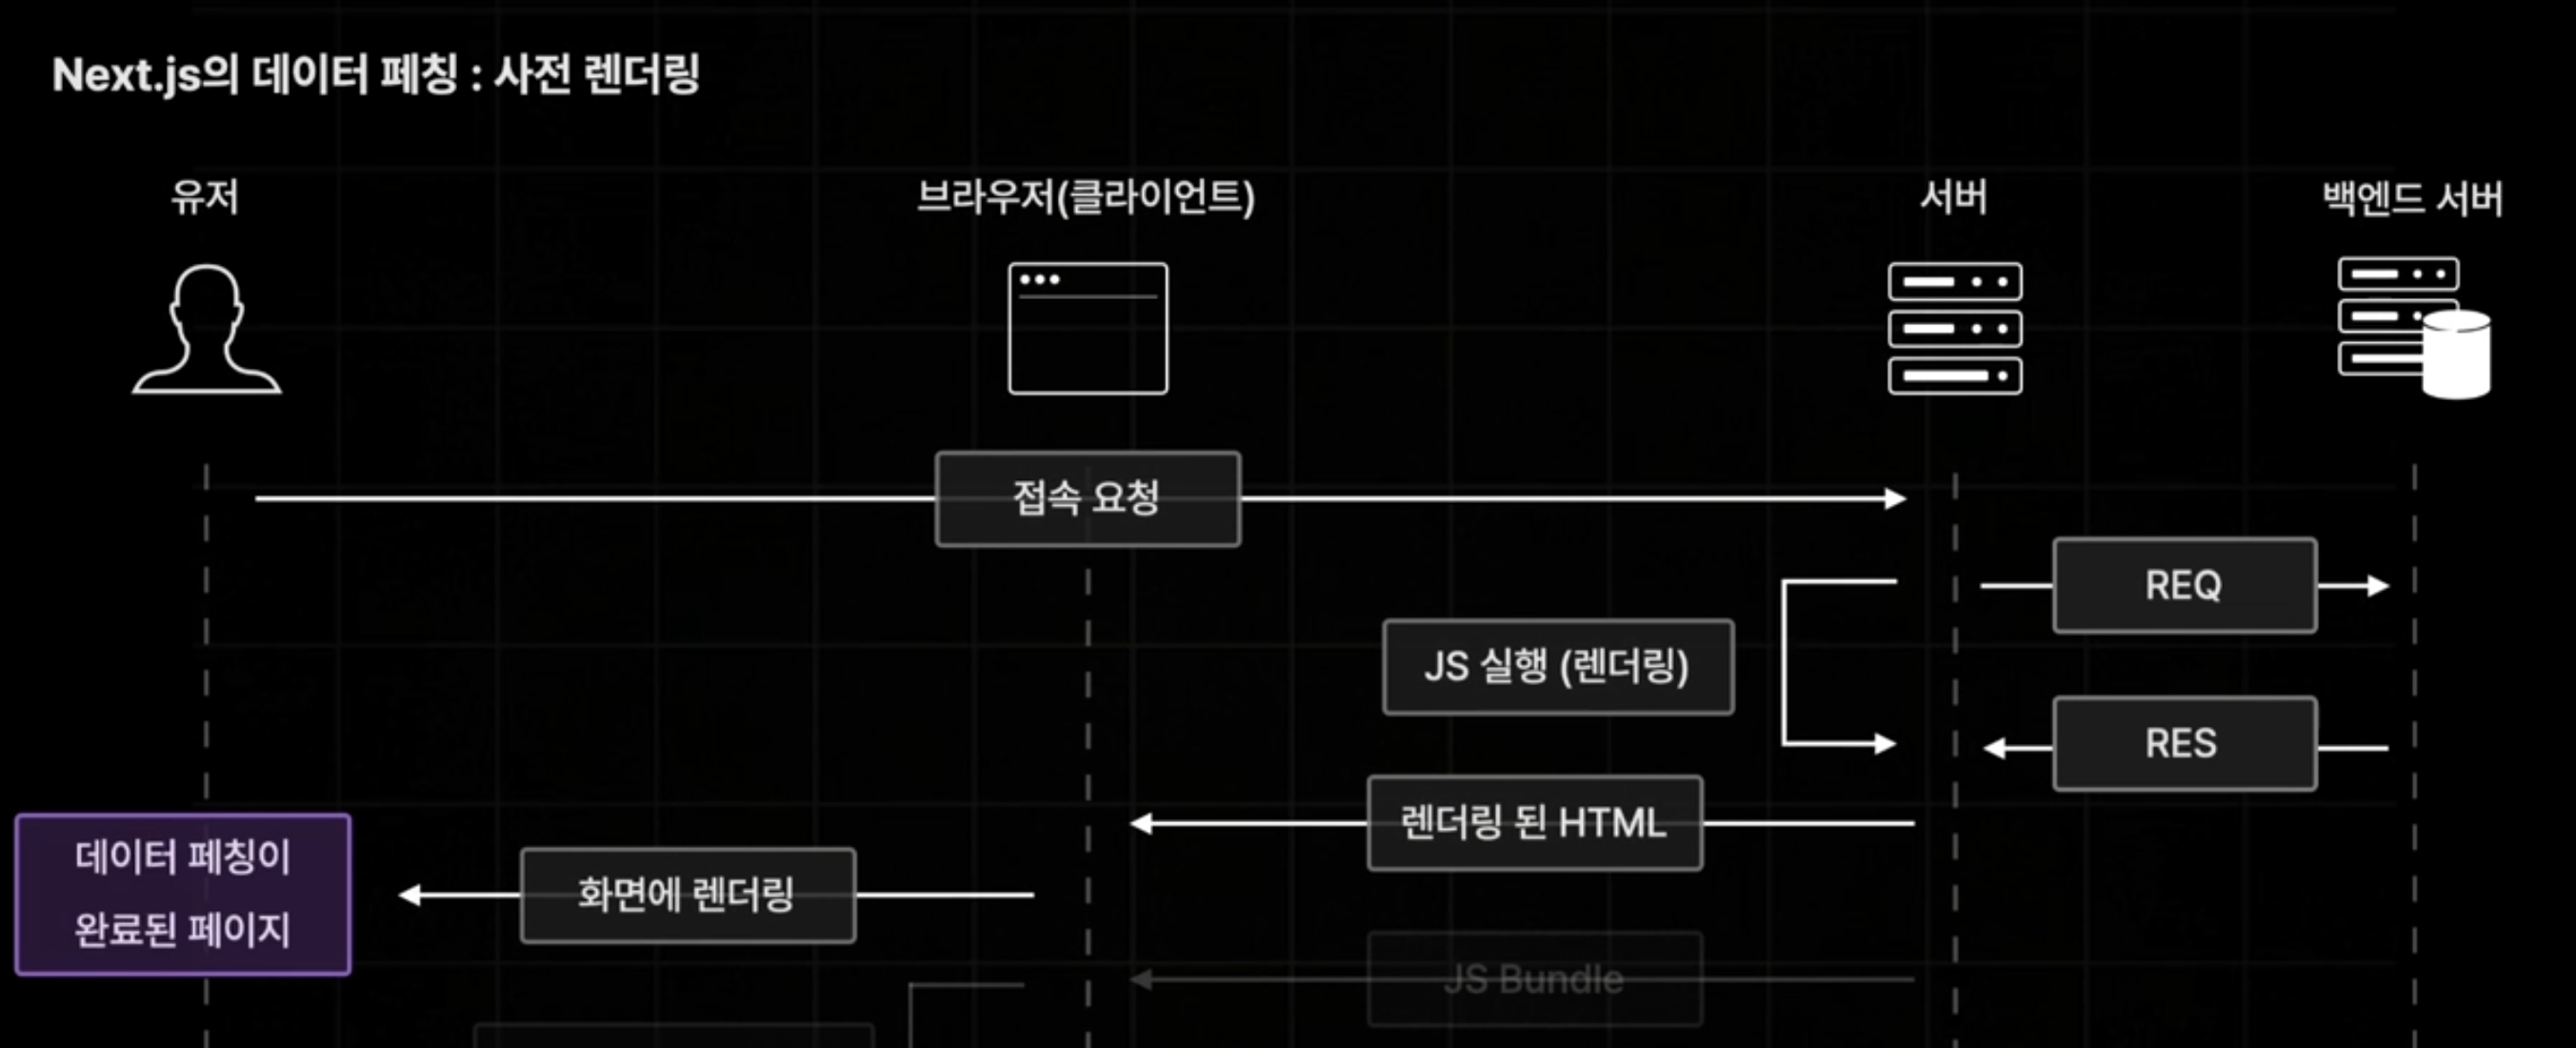 Next.js의 데이터 페칭 : 사전 렌더링
유저
브라우저(클라이언트)
서버
백엔드 서버
접속 요청
REQ
JS 실행 (렌더링)
RES
렌더링 된 HTML
데이터 페칭이
완료된 페이지
화면에 렌더링
JS Bundle